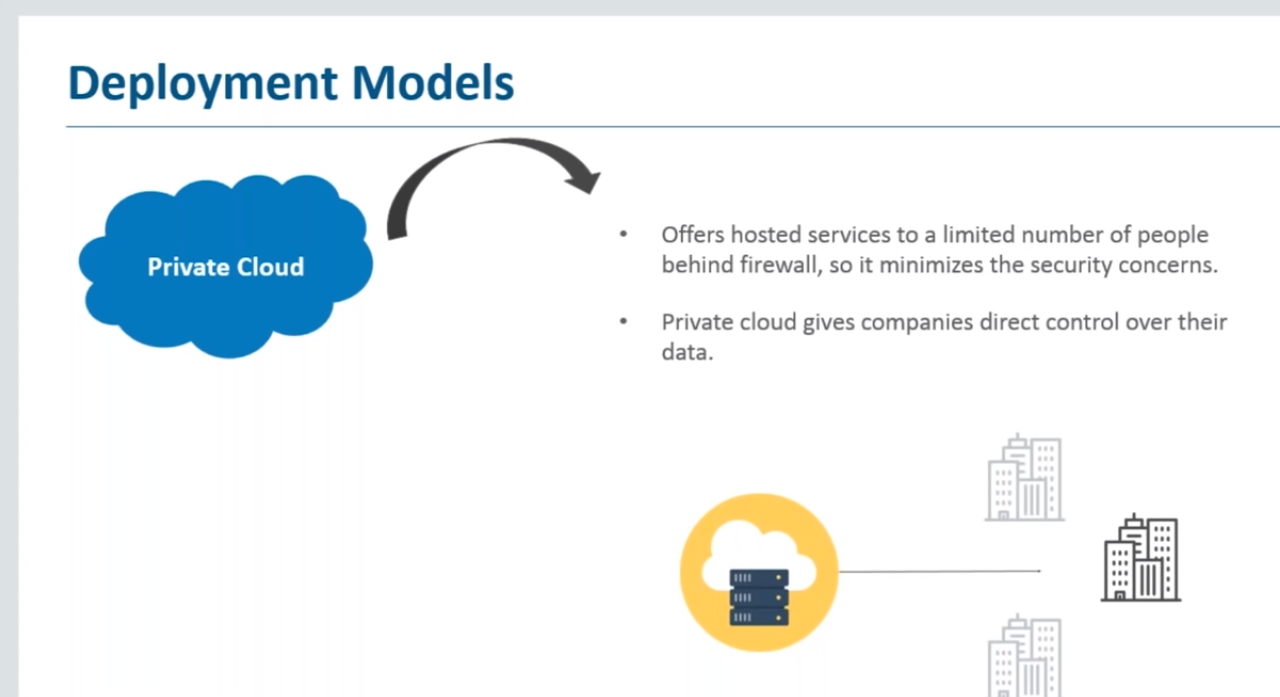 Deployment Models
Private Cloud
• Offers hosted services to a limited number of people
behind firewall, so it minimizes the security concerns.
• Private cloud gives companies direct control over their
data.